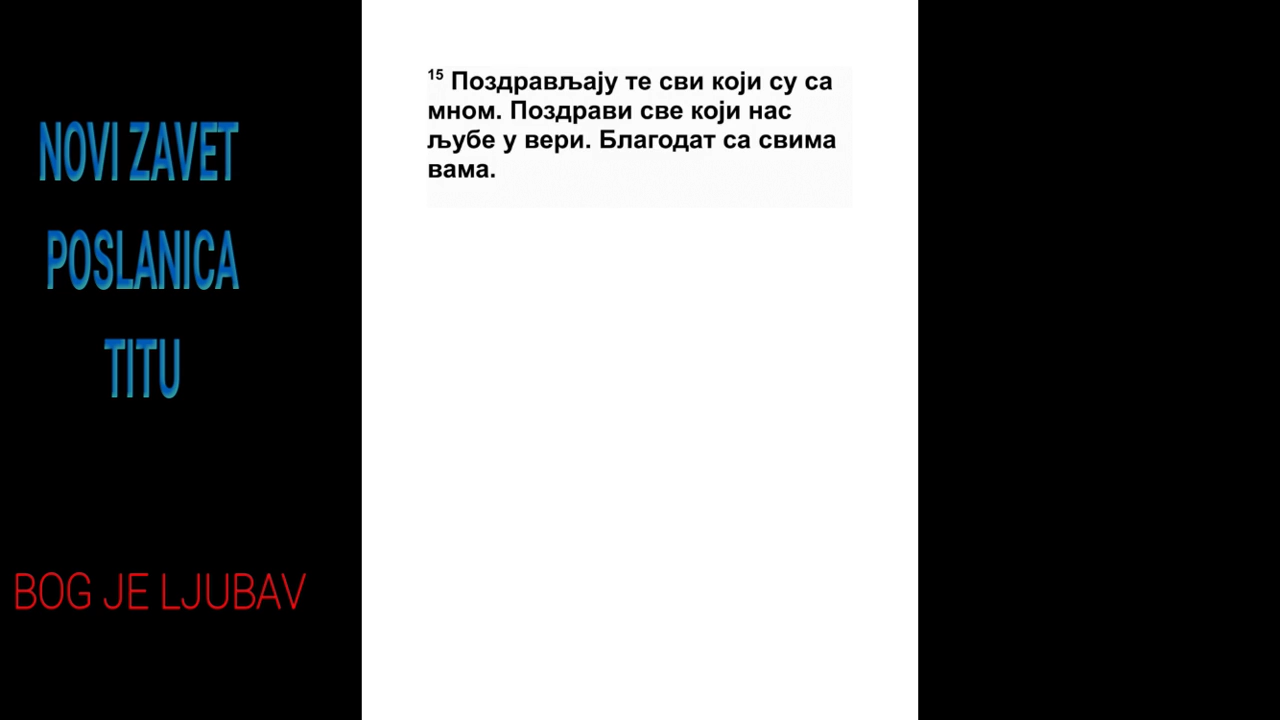 NOVI ZAVET
POSLANICA
TITU
BOG JE LJUBAV
15 Поздрављају те сви који су са
мном. Поздрави све који нас
љубе у вери. Благодат са свима
вама.